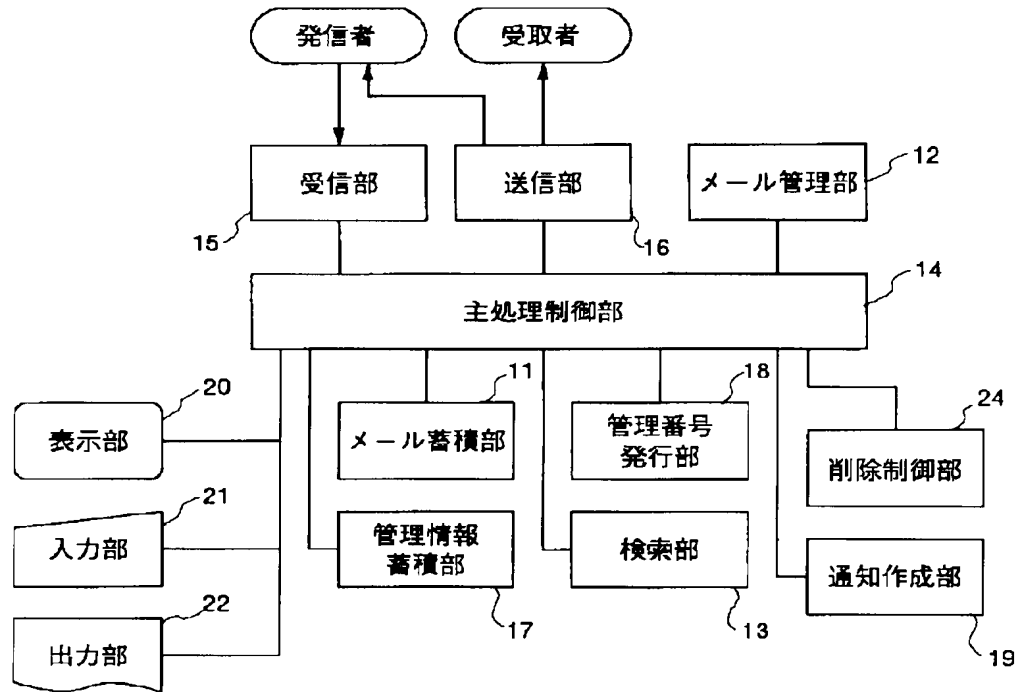 発信者
受取者
受信部
送信部
メール管理部
12
15
16
14
主処理制御部
20
11
18
24
表示部
メール蓄積部
管理番号
発行部
削除制御部
21
入力部
管理情報
蓄積部
検索部
通知作成部
22
出力部
17
13
19